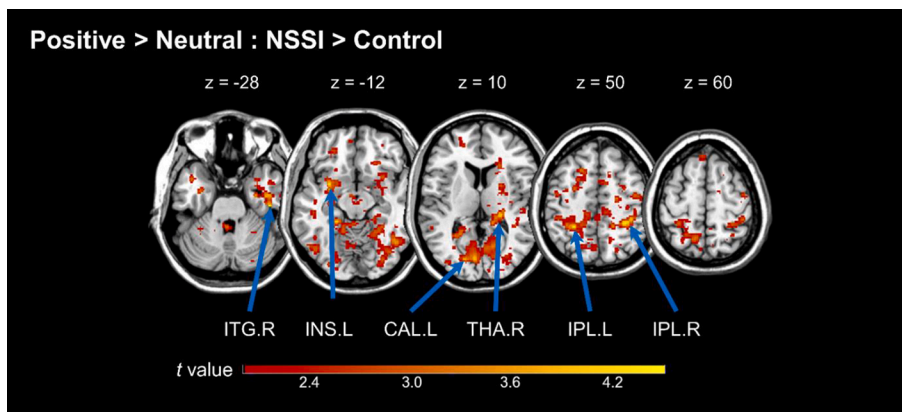 Positive > Neutral : NSSI > Control
z = -28 z = -12 z = 10 z = 50 z = 60
ITG.R INS.L CAL.L THA.R IPL.L IPL.R
t value
2.4 3.0 3.6 4.2